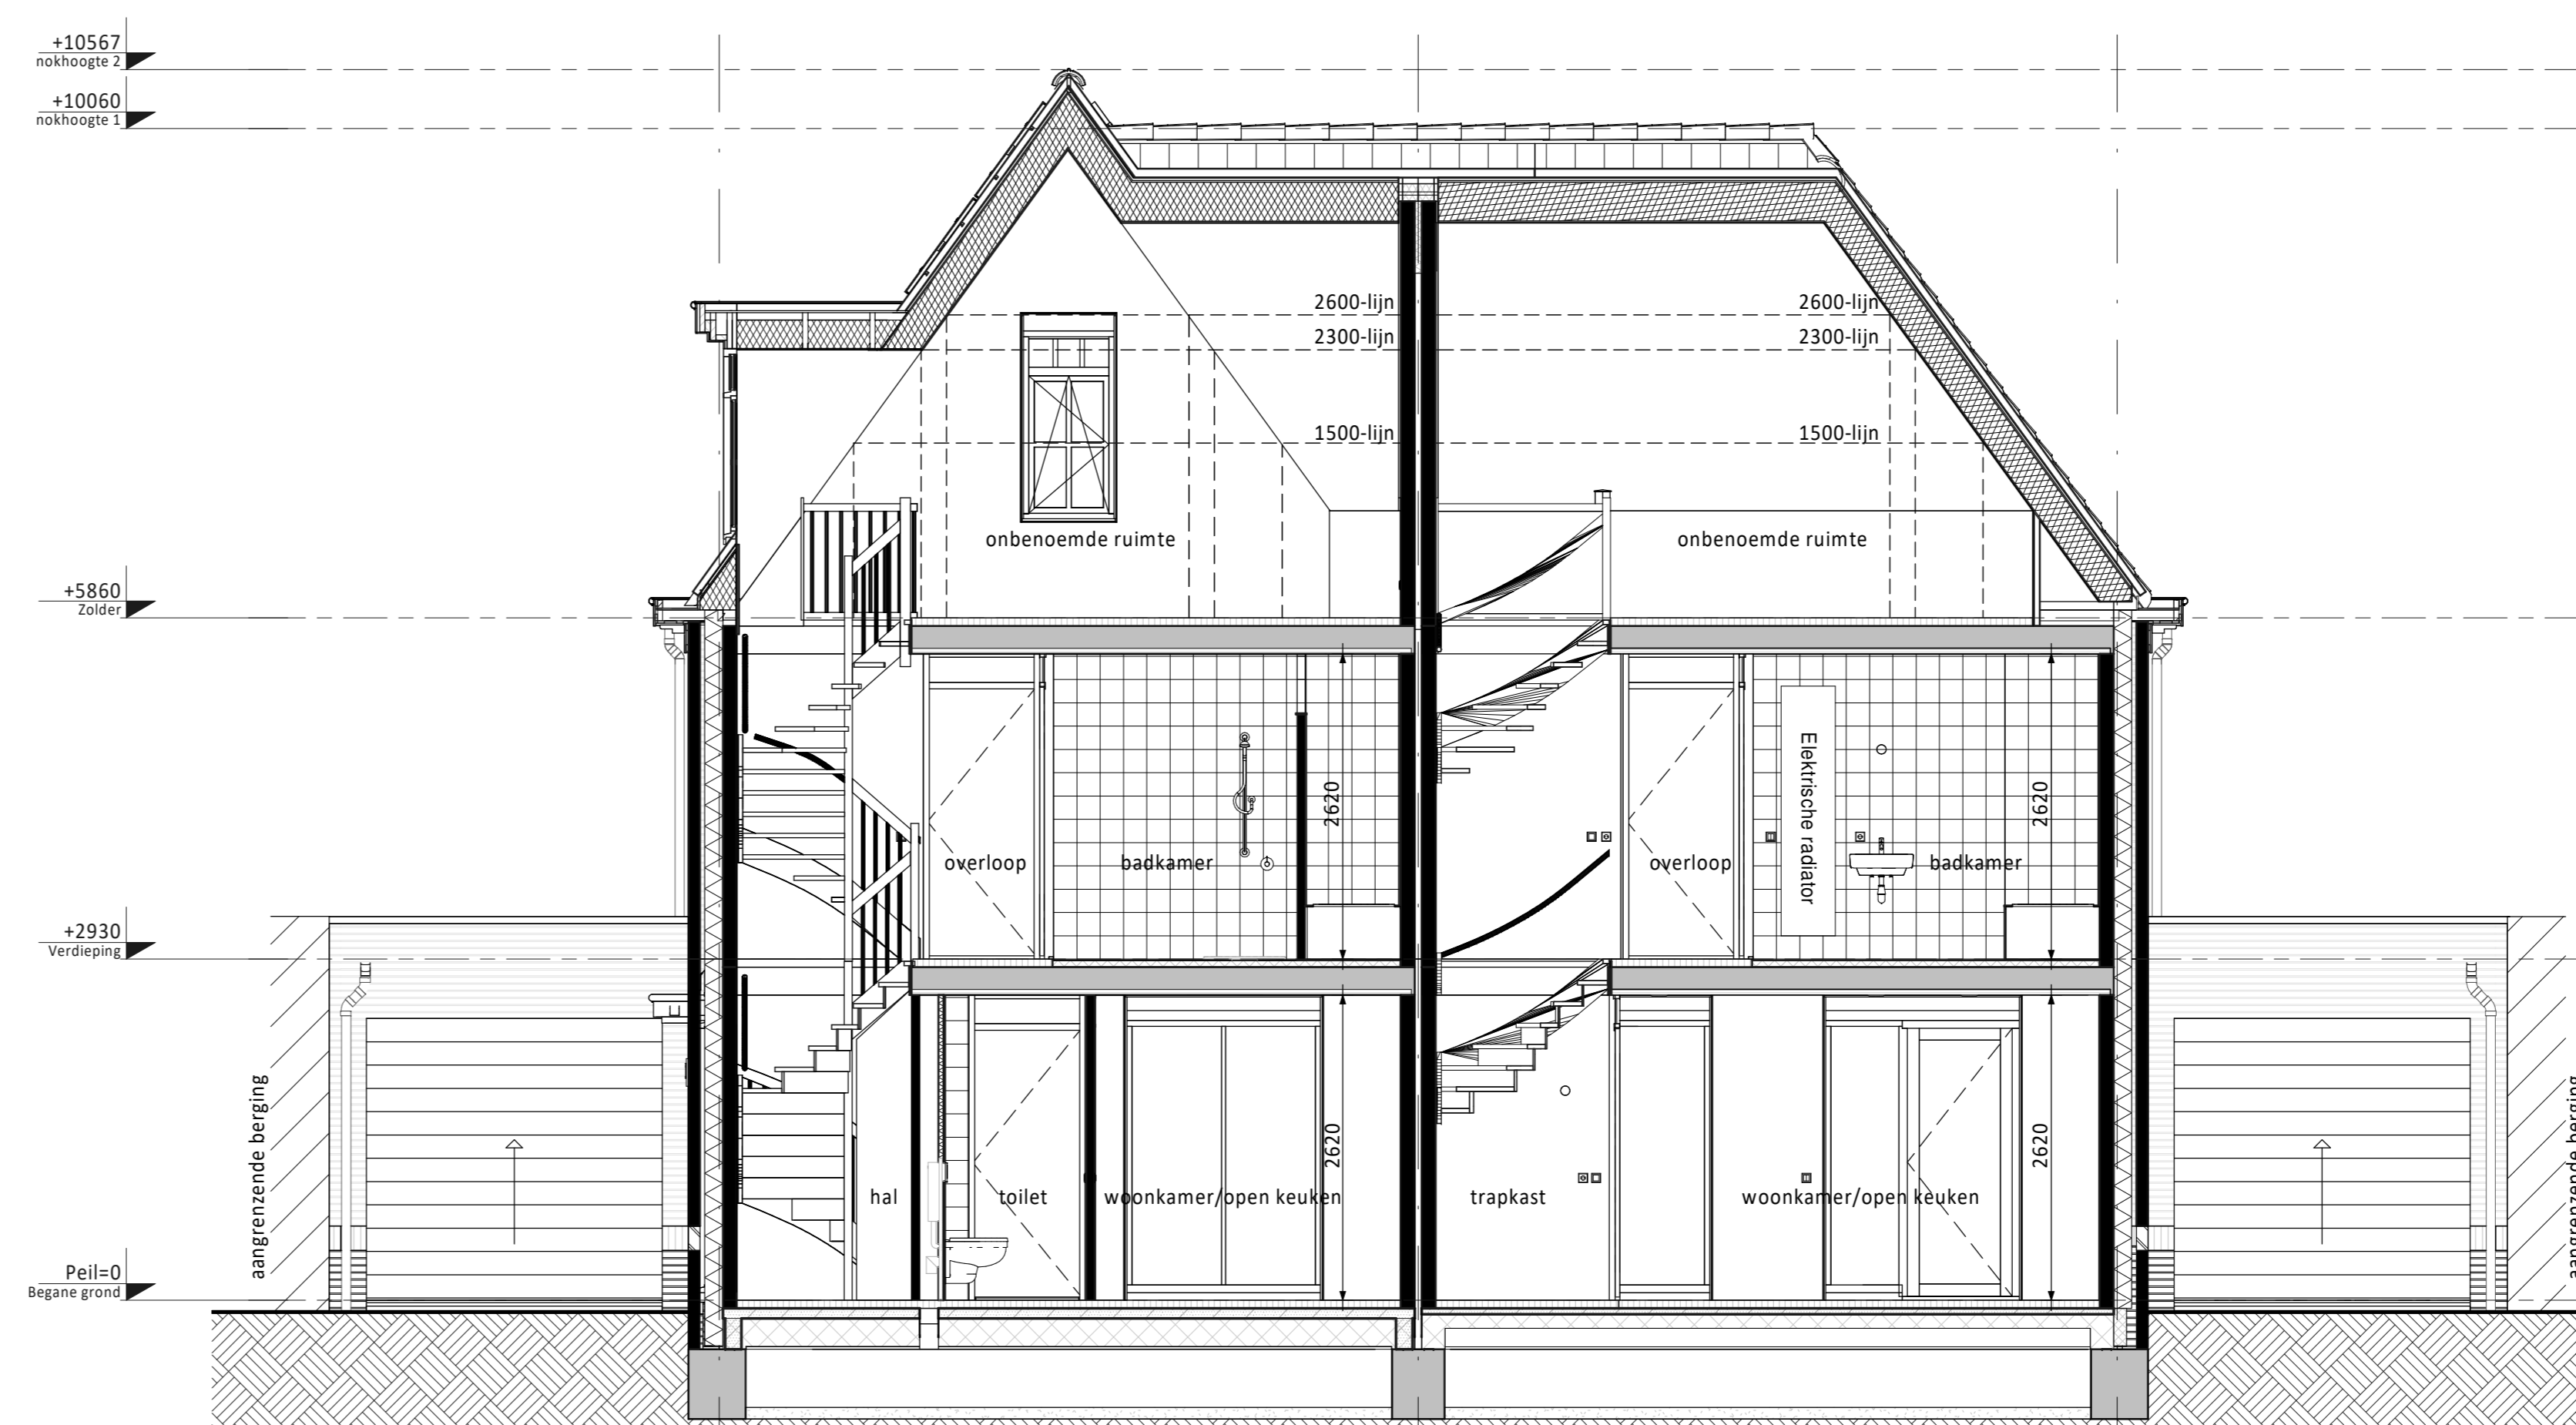 +10567
nokhoogte 2
+10060
nokhoogte 1
2600-lijn
2600-lijn
2300-lijn
2300-lijn
1500-lijn
1500-lijn
onbenoemde ruimte
onbenoemde ruimte
+5860
Zolder
2620
Elektrische radiator
2620
overloop
badkamer
overloop
badkamer
+2930
Verdieping
aangrenzende berging
2620
2620
aangrenzende berging
hal
toilet
woonkamer/open keuken
trapkast
woonkamer/open keuken
Peil=0
Begane grond